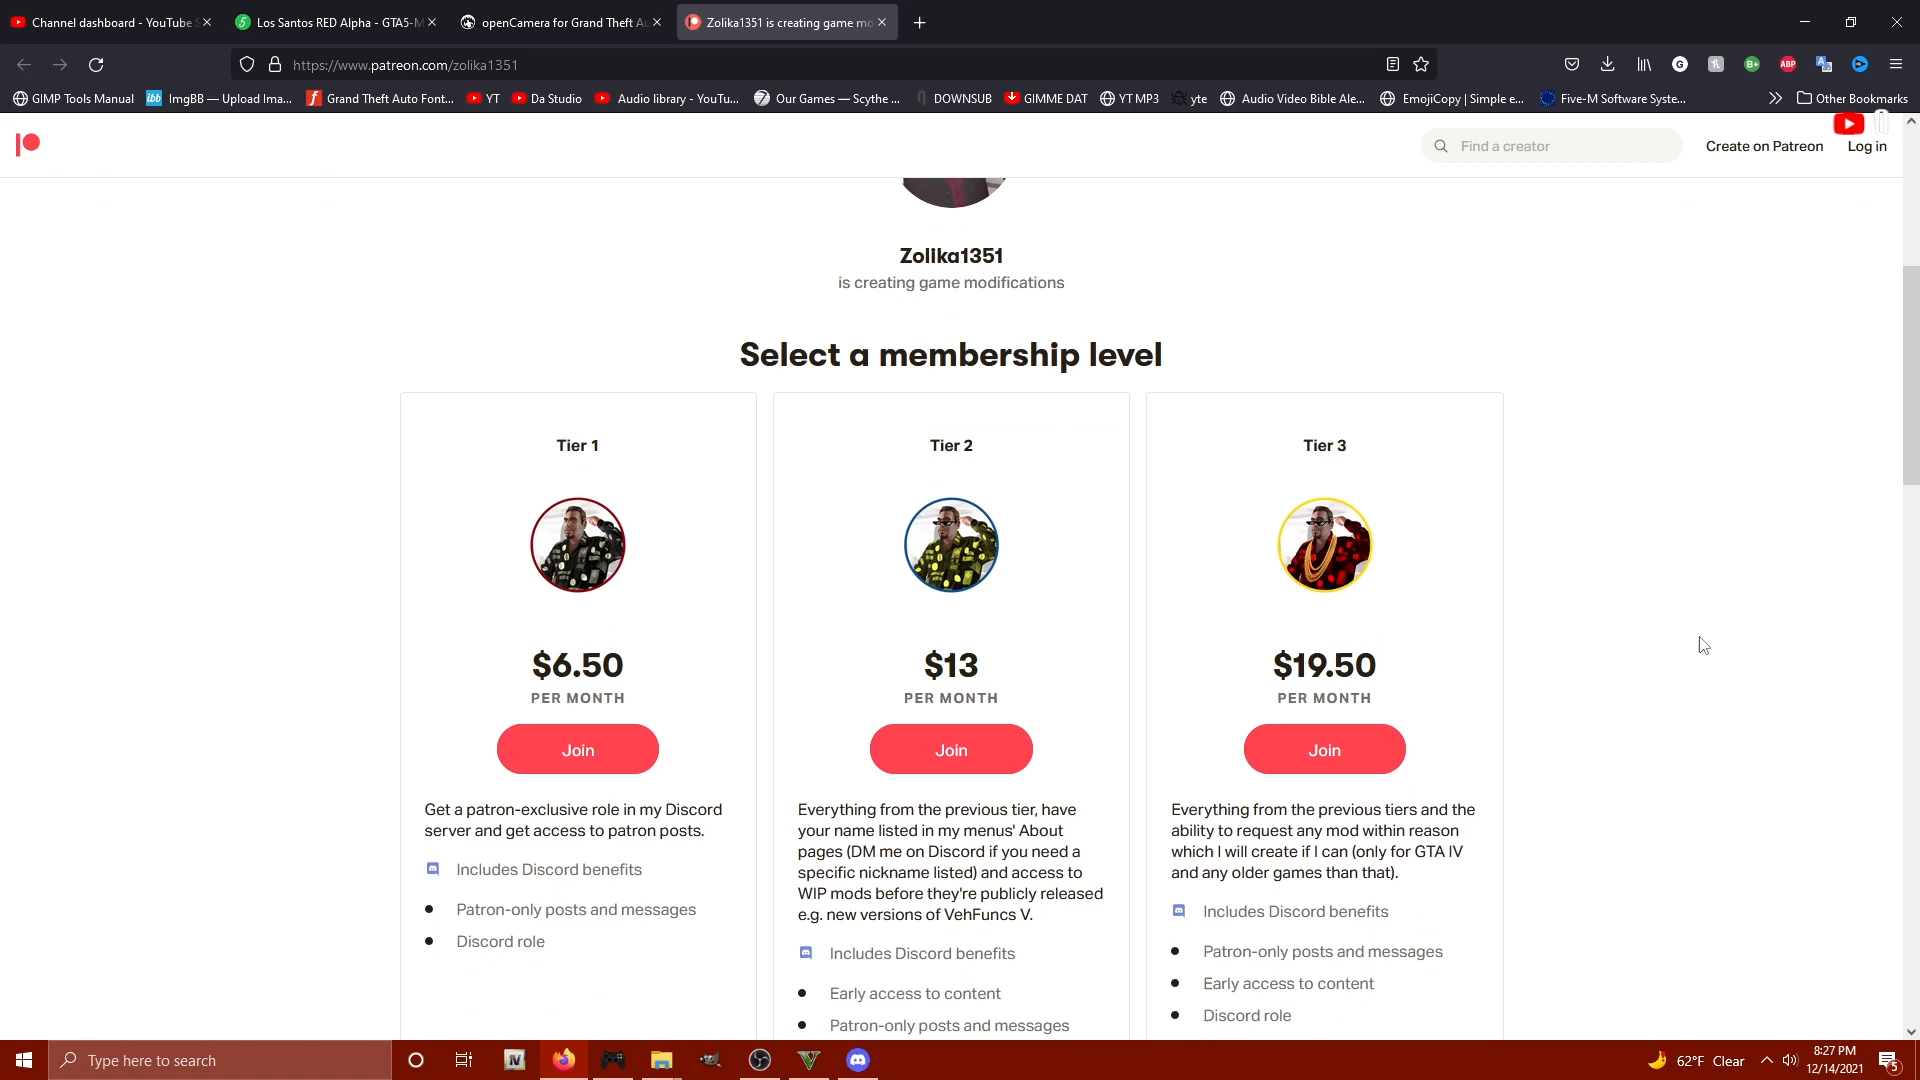 Channel dashboard - YouTube S
Los Santos RED Alpha - GTA5-M
openCamera for Grand Theft Au
Zolika1351 is creating game mo
https://www.patreon.com/zolika1351
GIMP Tools Manual
ImgBB — Upload Ima...
Grand Theft Auto Font...
YT
Da Studio
Audio library - YouTu...
Our Games — Scythe ...
DOWNSUB
GIMME DAT
YT MP3
yte
Audio Video Bible Ale...
EmojiCopy | Simple e...
Five-M Software Syste...
Other Bookmarks
Find a creator
Create on Patreon
Log in
Zolika1351
is creating game modifications
Select a membership level
Tier 1
$6.50
PER MONTH
Join
Get a patron-exclusive role in my Discord
server and get access to patron posts.
Includes Discord benefits
Patron-only posts and messages
Discord role
Tier 2
$13
PER MONTH
Join
Everything from the previous tier, have
your name listed in my menus' About
pages (DM me on Discord if you need a
specific nickname listed) and access to
WIP mods before they're publicly released
e.g. new versions of VehFuncs V.
Includes Discord benefits
Early access to content
Patron-only posts and messages
Tier 3
$19.50
PER MONTH
Join
Everything from the previous tiers and the
ability to request any mod within reason
which I will create if I can (only for GTA IV
and any older games than that).
Includes Discord benefits
Patron-only posts and messages
Early access to content
Discord role
Type here to search
62°F Clear
8:27 PM
12/14/2021
5